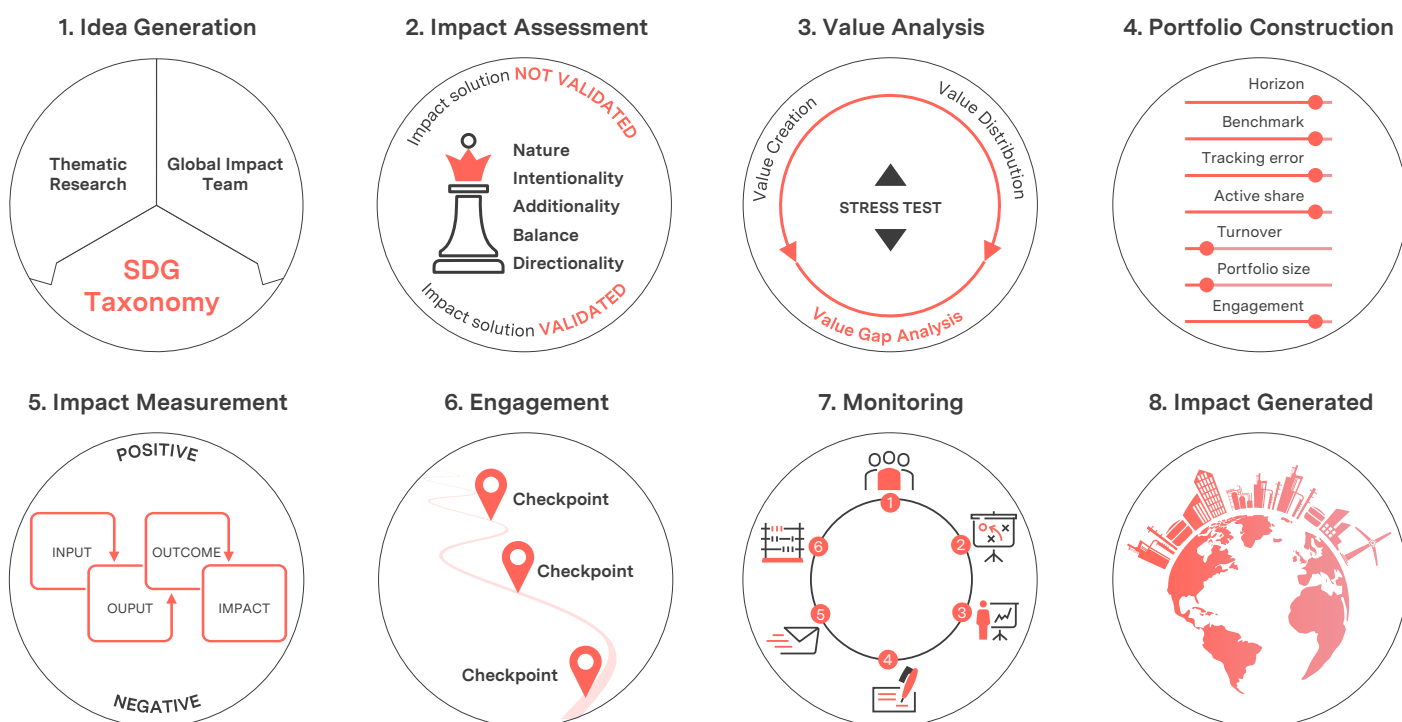 1. Idea Generation
Thematic
Research
Global Impact
Team
SDG
Taxonomy
2. Impact Assessment
Impact solution NOT VALIDATED
Nature
Intentionality
Additionality
Balance
Directionality
Impact solution VALIDATED
3. Value Analysis
Value Creation
Value Distribution
STRESS TEST
Value Gap Analysis
4. Portfolio Construction
Horizon
Benchmark
Tracking error
Active share
Turnover
Portfolio size
Engagement
5. Impact Measurement
POSITIVE
INPUT
OUTCOME
OUPUT
IMPACT
NEGATIVE
6. Engagement
Checkpoint
Checkpoint
Checkpoint
7. Monitoring
1
2
3
4
5
6
8. Impact Generated